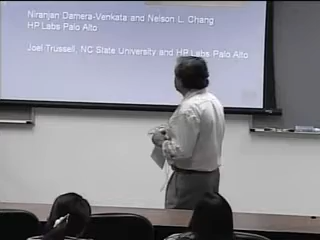 Niranjan Damera-Venkata and Nelson L. Chang
HP Labs Palo Alto
Joel Trussell, NC State University and HP Labs Palo Alto